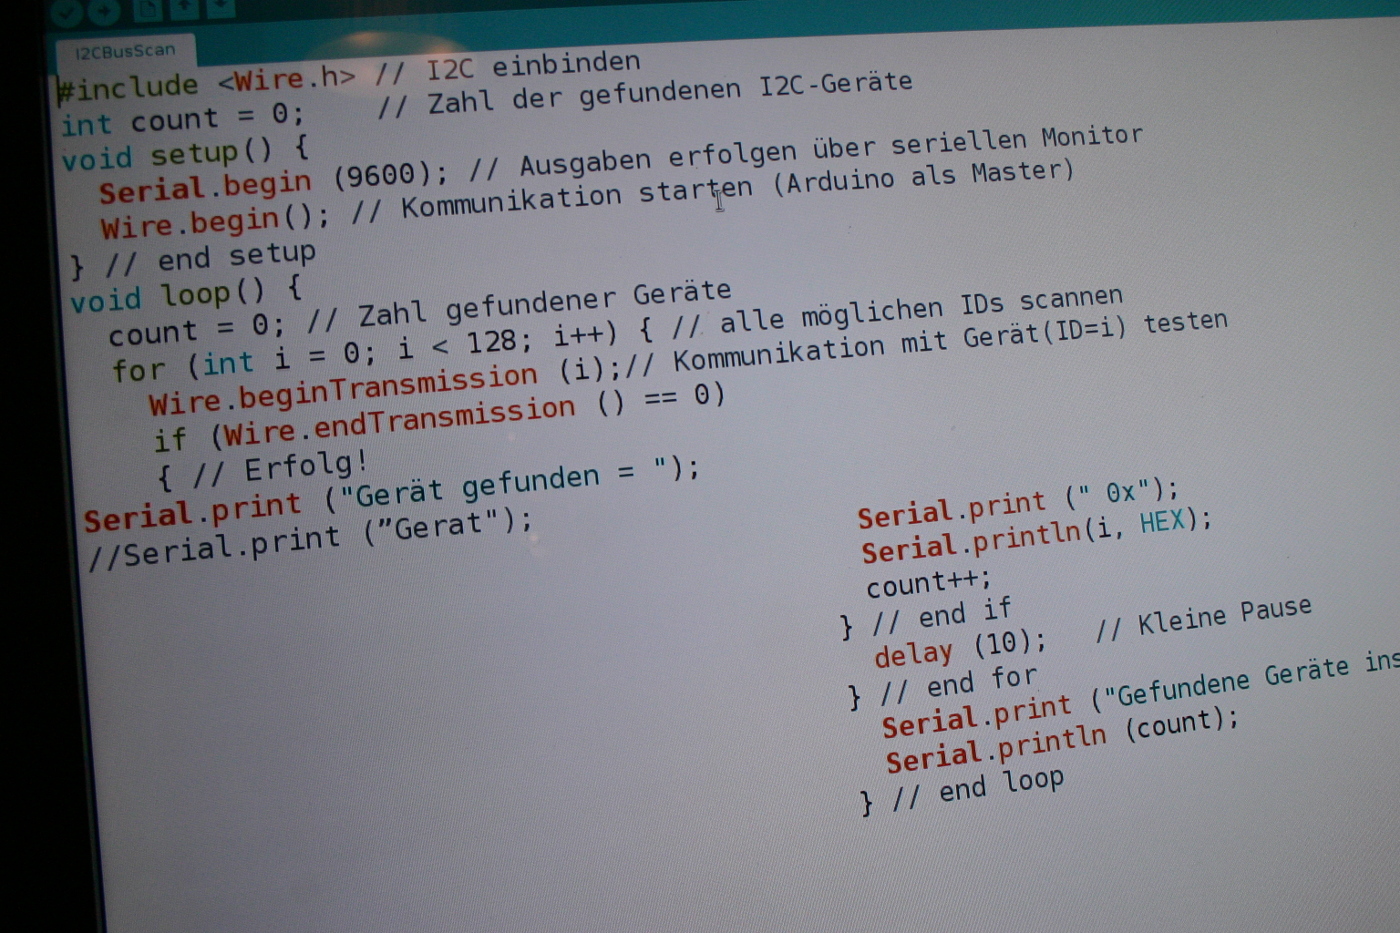 I2CBusScan
#include <Wire.h> // I2C einbinden
int count = 0;    // Zahl der gefundenen I2C-Geräte
void setup() {
  Serial.begin (9600); // Ausgaben erfolgen über seriellen Monitor
  Wire.begin(); // Kommunikation starten (Arduino als Master)
} // end setup
void loop() {
  count = 0; // Zahl gefundener Geräte
  for (int i = 0; i < 128; i++) { // alle möglichen IDs scannen
    Wire.beginTransmission (i);// Kommunikation mit Gerät(ID=i) testen
    if (Wire.endTransmission () == 0)
    { // Erfolg!
Serial.print ("Gerät gefunden = ");
//Serial.print (”Gerat");
Serial.print (" 0x");
Serial.println(i, HEX);
count++;
} // end if
delay (10);   // Kleine Pause
} // end for
Serial.print ("Gefundene Geräte
Serial.println (count);
} // end loop